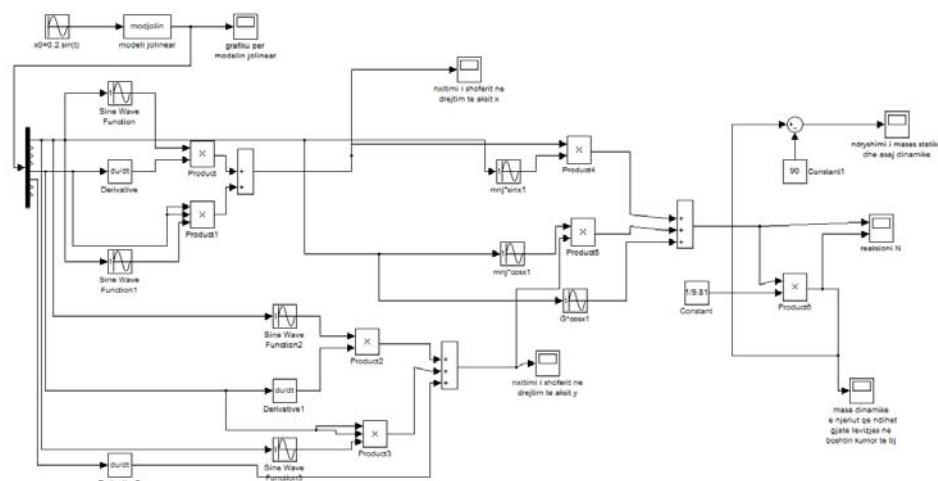 x0=0.2 sin(t)
modjolin
modeli jolinear
grafiku per
modelin jolinear
Sine Wave
Function
du/dt
Derivative
×
Product
×
Product1
Sine Wave
Function1
nxitimi i shoferit ne
drejtim te aksit x
mnj*sinx1
×
Product4
mnj*cosx1
×
Product5
G*cosx1
90
Constant1
ndryshimi i mases statike
dhe asaj dinamike
reaksioni N
1/9.81
Constant
×
Product6
Sine Wave
Function2
×
Product2
du/dt
Derivative1
nxitimi i shoferit ne
drejtim te aksit y
×
Product3
Sine Wave
Function3
du/dt
masa dinamike
e njeriut qe ndihet
gjate levizjes ne
boshtin kurrior te tij